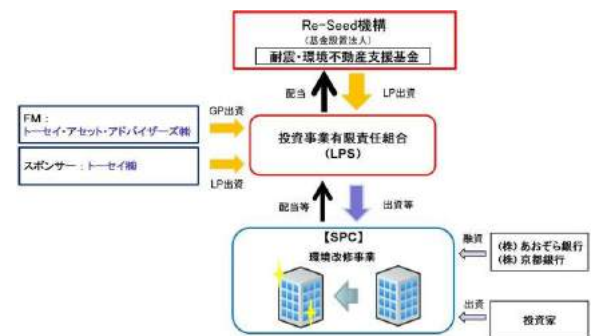 Re-Seed機構
(基金設置法人)
耐震・環境不動産支援基金
配当
LP出資
FM：
トーセイ・アセット・アドバイザーズ㈱
GP出資
投資事業有限責任組合
(LPS)
スポンサー：トーセイ㈱
LP出資
配当等
出資等
【SPC】
環境改修事業
融資
(株) あおぞら銀行
(株) 京都銀行
出資
投資家